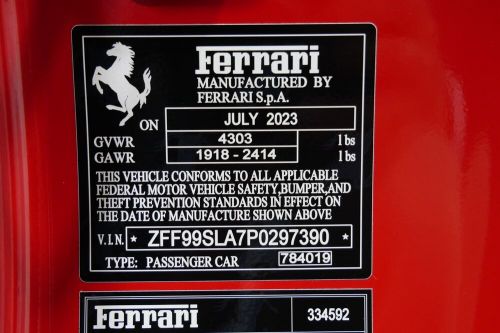 Ferrari
MANUFACTURED BY
FERRARI S.p.A.
ON JULY 2023
GVWR 4303 lbs
GAWR 1918 - 2414 lbs
THIS VEHICLE CONFORMS TO ALL APPLICABLE
FEDERAL MOTOR VEHICLE SAFETY,BUMPER,AND
THEFT PREVENTION STANDARDS IN EFFECT ON
THE DATE OF MANUFACTURE SHOWN ABOVE
V.I.N. * ZFF99SLA7P0297390 *
TYPE: PASSENGER CAR 784019
Ferrari 334592